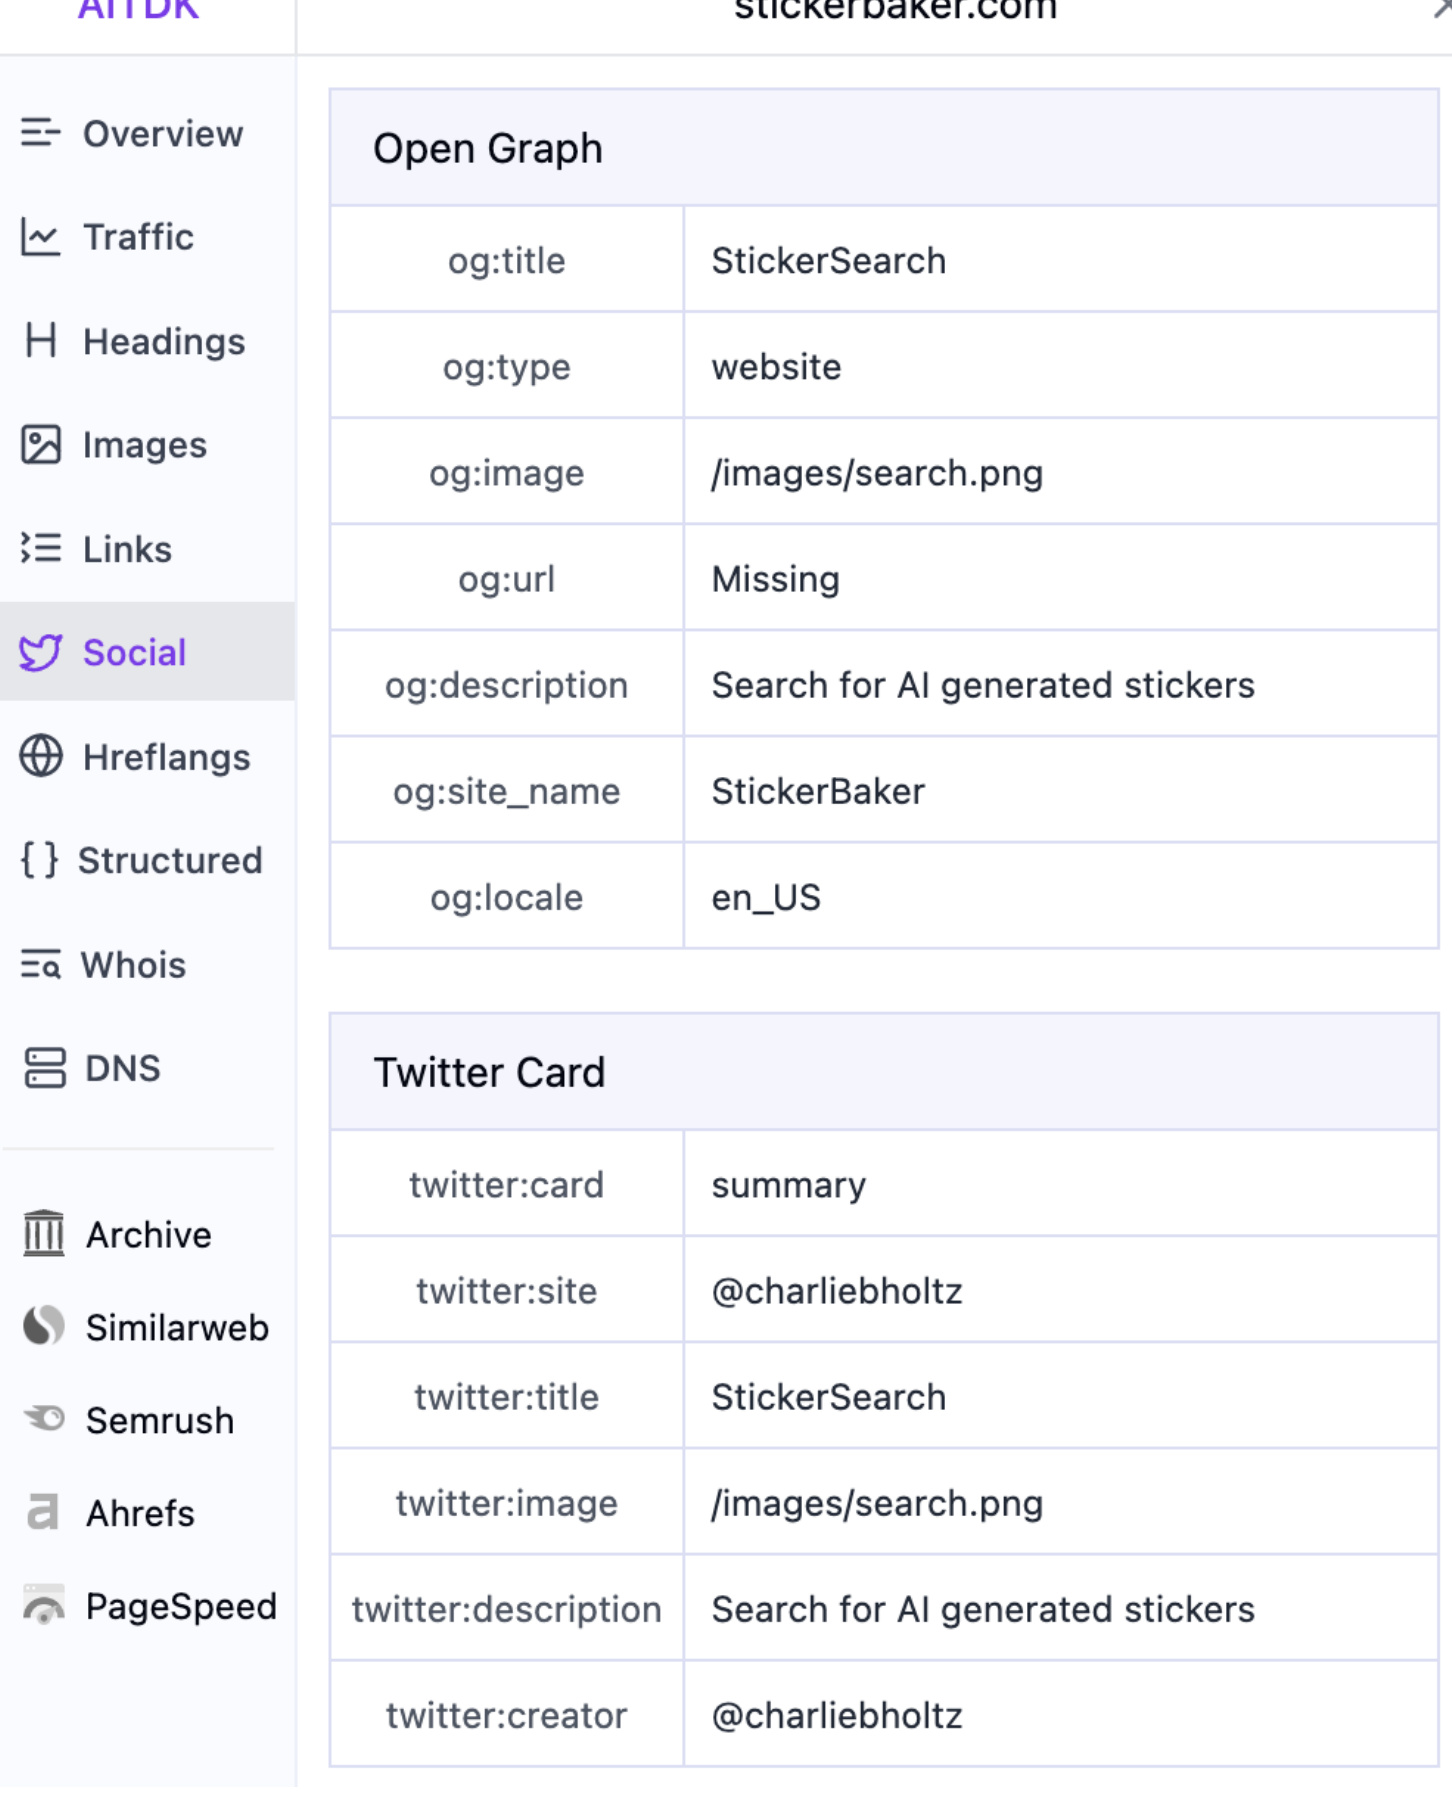 AITDK
stickerbaker.com
Overview
Traffic
Headings
Images
Links
Social
Hreflangs
Structured
Whois
DNS
Archive
Similarweb
Semrush
Ahrefs
PageSpeed
Open Graph
og:title StickerSearch
og:type website
og:image /images/search.png
og:url Missing
og:description Search for AI generated stickers
og:site_name StickerBaker
og:locale en_US
Twitter Card
twitter:card summary
twitter:site @charliebholtz
twitter:title StickerSearch
twitter:image /images/search.png
twitter:description Search for AI generated stickers
twitter:creator @charliebholtz